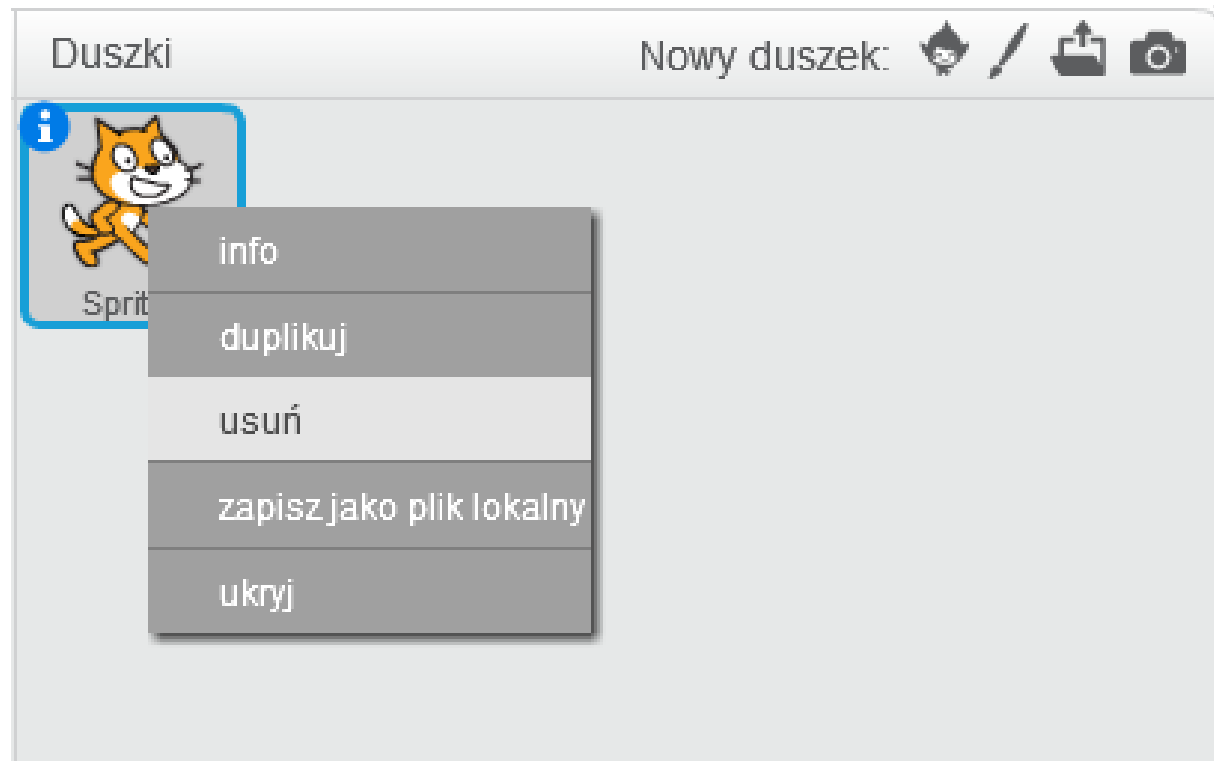 Duszki
Nowy duszek:
info
duplikuj
usuń
zapisz jako plik lokalny
ukryj